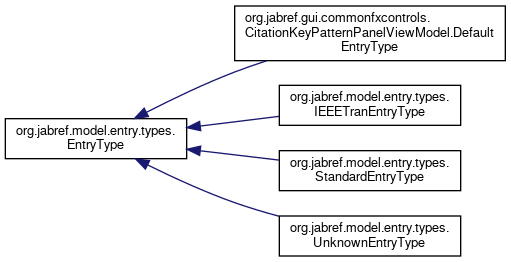 org.jabref.gui.commonfxcontrols.
CitationKeyPatternPanelViewModel.Default
EntryType
org.jabref.model.entry.types.
IEEETranEntryType
org.jabref.model.entry.types.
EntryType
org.jabref.model.entry.types.
StandardEntryType
org.jabref.model.entry.types.
UnknownEntryType